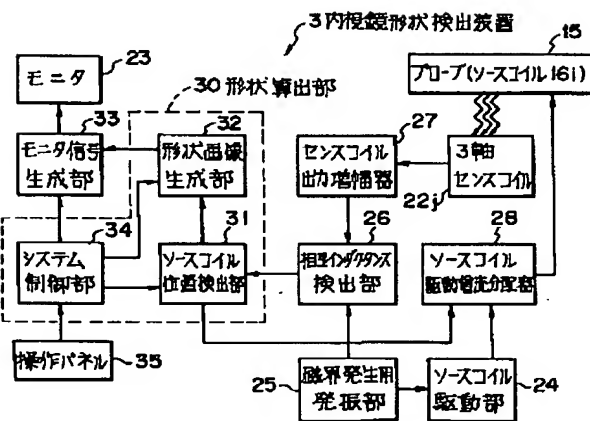 3内視鏡形状検出装置
15
プローブ(ソースコイル16i)
23
モニタ
30形状算出部
33
モニタ信号
生成部
32
形状画像
生成部
27
センスコイル
出力増幅器
3軸
センスコイル
22j
34
システム
制御部
31
ソースコイル
位置検出部
26
相互インダクタンス
検出部
28
ソースコイル
駆動電流分配器
操作パネル
35
25
磁界発生用
発振部
ソースコイル
駆動部
24